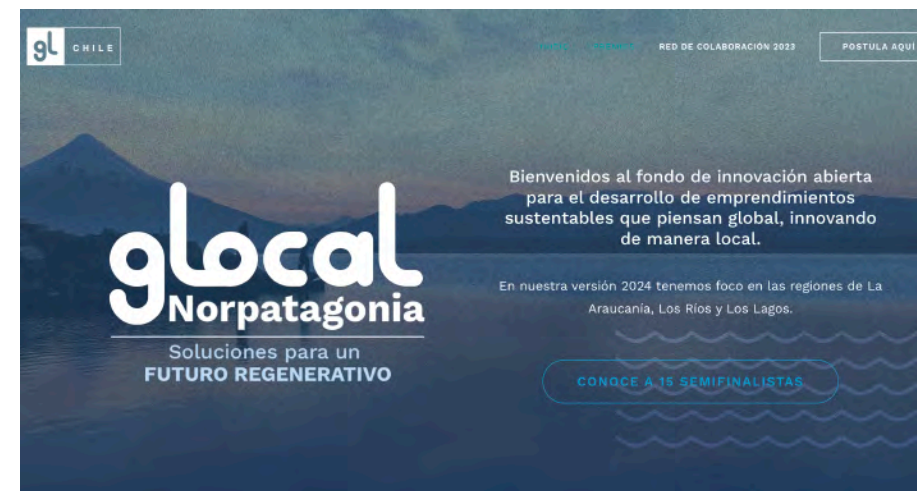 gl CHILE
RED DE COLABORACIÓN 2023
POSTULA AQUÍ
glocal
Norpatagonia
Soluciones para un
FUTURO REGENERATIVO
Bienvenidos al fondo de innovación abierta
para el desarrollo de emprendimientos
sustentables que piensan global, innovando
de manera local.
En nuestra versión 2024 tenemos foco en las regiones de La
Araucanía, Los Ríos y Los Lagos.
CONOCE A 15 SEMIFINALISTAS